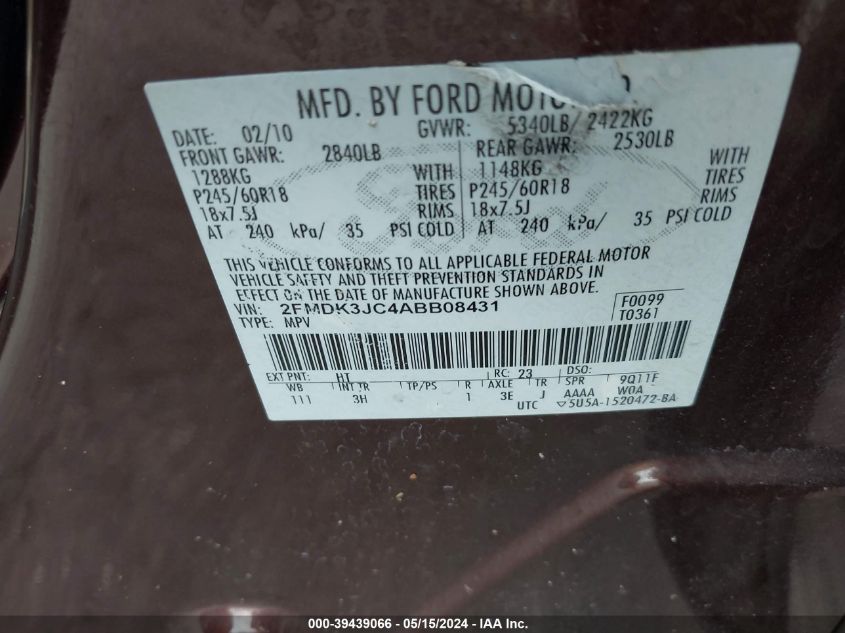 MFD. BY FORD MOTOR
DATE: 02/10 GVWR: 5340LB/ 2422KG
FRONT GAWR: 2840LB REAR GAWR: 2530LB
1288KG WITH 1148KG WITH
P245/60R18 TIRES P245/60R18 TIRES
18x7.5J RIMS 18x7.5J RIMS
AT 240 kPa/ 35 PSI COLD AT 240 kPa/ 35 PSI COLD
THIS VEHICLE CONFORMS TO ALL APPLICABLE FEDERAL MOTOR
VEHICLE SAFETY AND THEFT PREVENTION STANDARDS IN
EFFECT ON THE DATE OF MANUFACTURE SHOWN ABOVE.
VIN: 2FMDK3JC4ABB08431 F0099
TYPE: MPV T0361
EXT PNT: HT RC: 23 DSO:
WB INT TR TP/PS R AXLE TR SPR 9Q11F
111 3H 1 3E J AAAA W0A
UTC ▽5U5A-1520472-BA
Ford
000-39439066 - 05/15/2024 - IAA Inc.